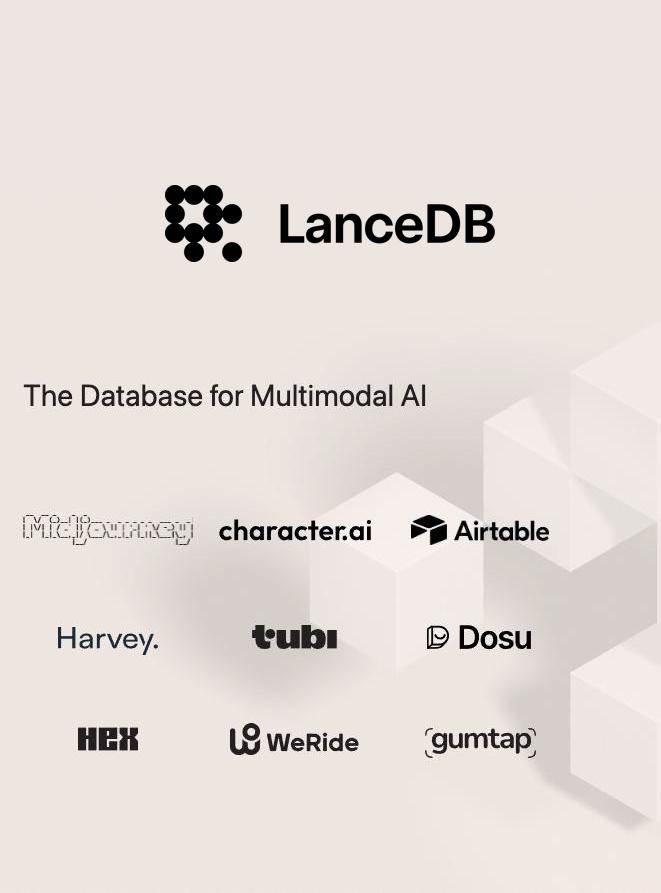 LanceDB
The Database for Multimodal AI
Midjourney character.ai Airtable
Harvey. tubi Dosu
HEX WeRide gumtap